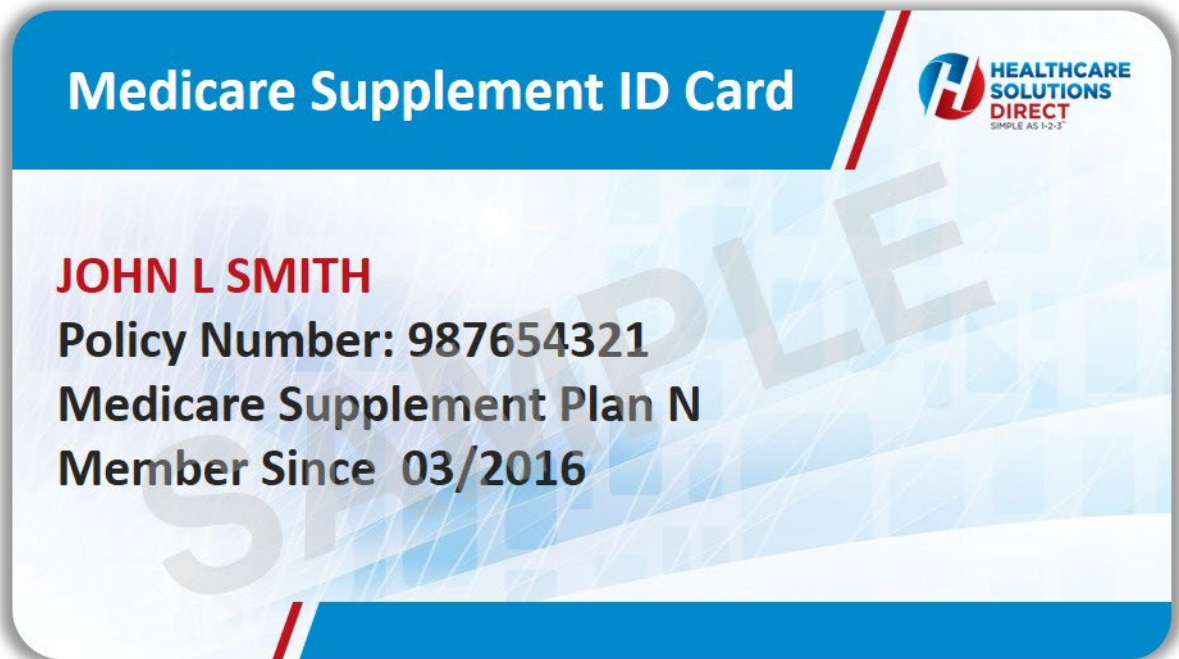 Medicare Supplement ID Card
HEALTHCARE
SOLUTIONS
DIRECT
SIMPLE AS 1-2-3™
JOHN L SMITH
Policy Number: 987654321
Medicare Supplement Plan N
Member Since 03/2016
SAMPLE